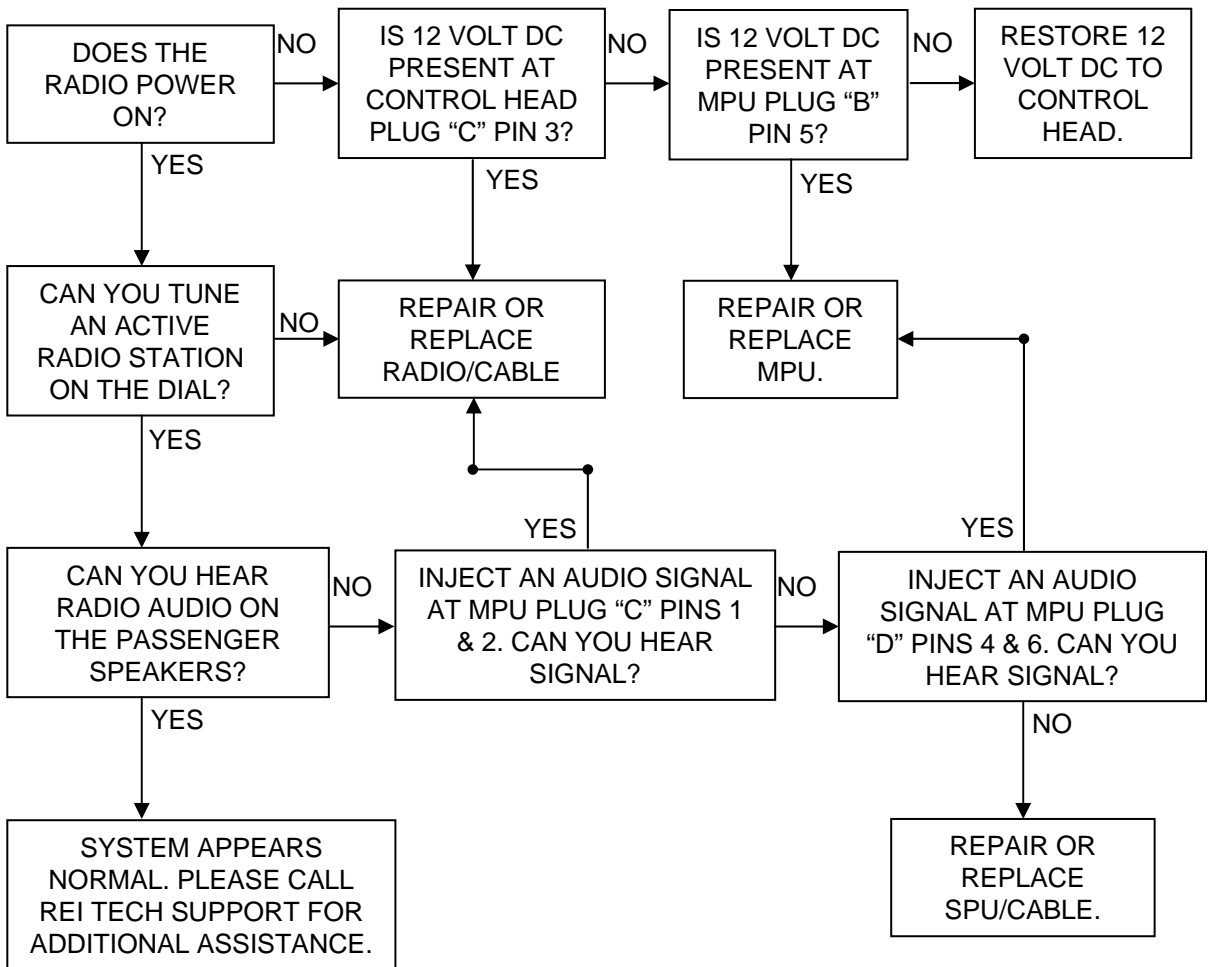 DOES THE
RADIO POWER
ON?
NO
IS 12 VOLT DC
PRESENT AT
CONTROL HEAD
PLUG “C” PIN 3?
NO
IS 12 VOLT DC
PRESENT AT
MPU PLUG “B”
PIN 5?
NO
RESTORE 12
VOLT DC TO
CONTROL
HEAD.
YES
YES
YES
CAN YOU TUNE
AN ACTIVE
RADIO STATION
ON THE DIAL?
NO
REPAIR OR
REPLACE
RADIO/CABLE
REPAIR OR
REPLACE
MPU.
YES
YES
YES
CAN YOU HEAR
RADIO AUDIO ON
THE PASSENGER
SPEAKERS?
NO
INJECT AN AUDIO SIGNAL
AT MPU PLUG “C” PINS 1
& 2. CAN YOU HEAR
SIGNAL?
NO
INJECT AN AUDIO
SIGNAL AT MPU PLUG
“D” PINS 4 & 6. CAN YOU
HEAR SIGNAL?
YES
NO
SYSTEM APPEARS
NORMAL. PLEASE CALL
REI TECH SUPPORT FOR
ADDITIONAL ASSISTANCE.
REPAIR OR
REPLACE
SPU/CABLE.